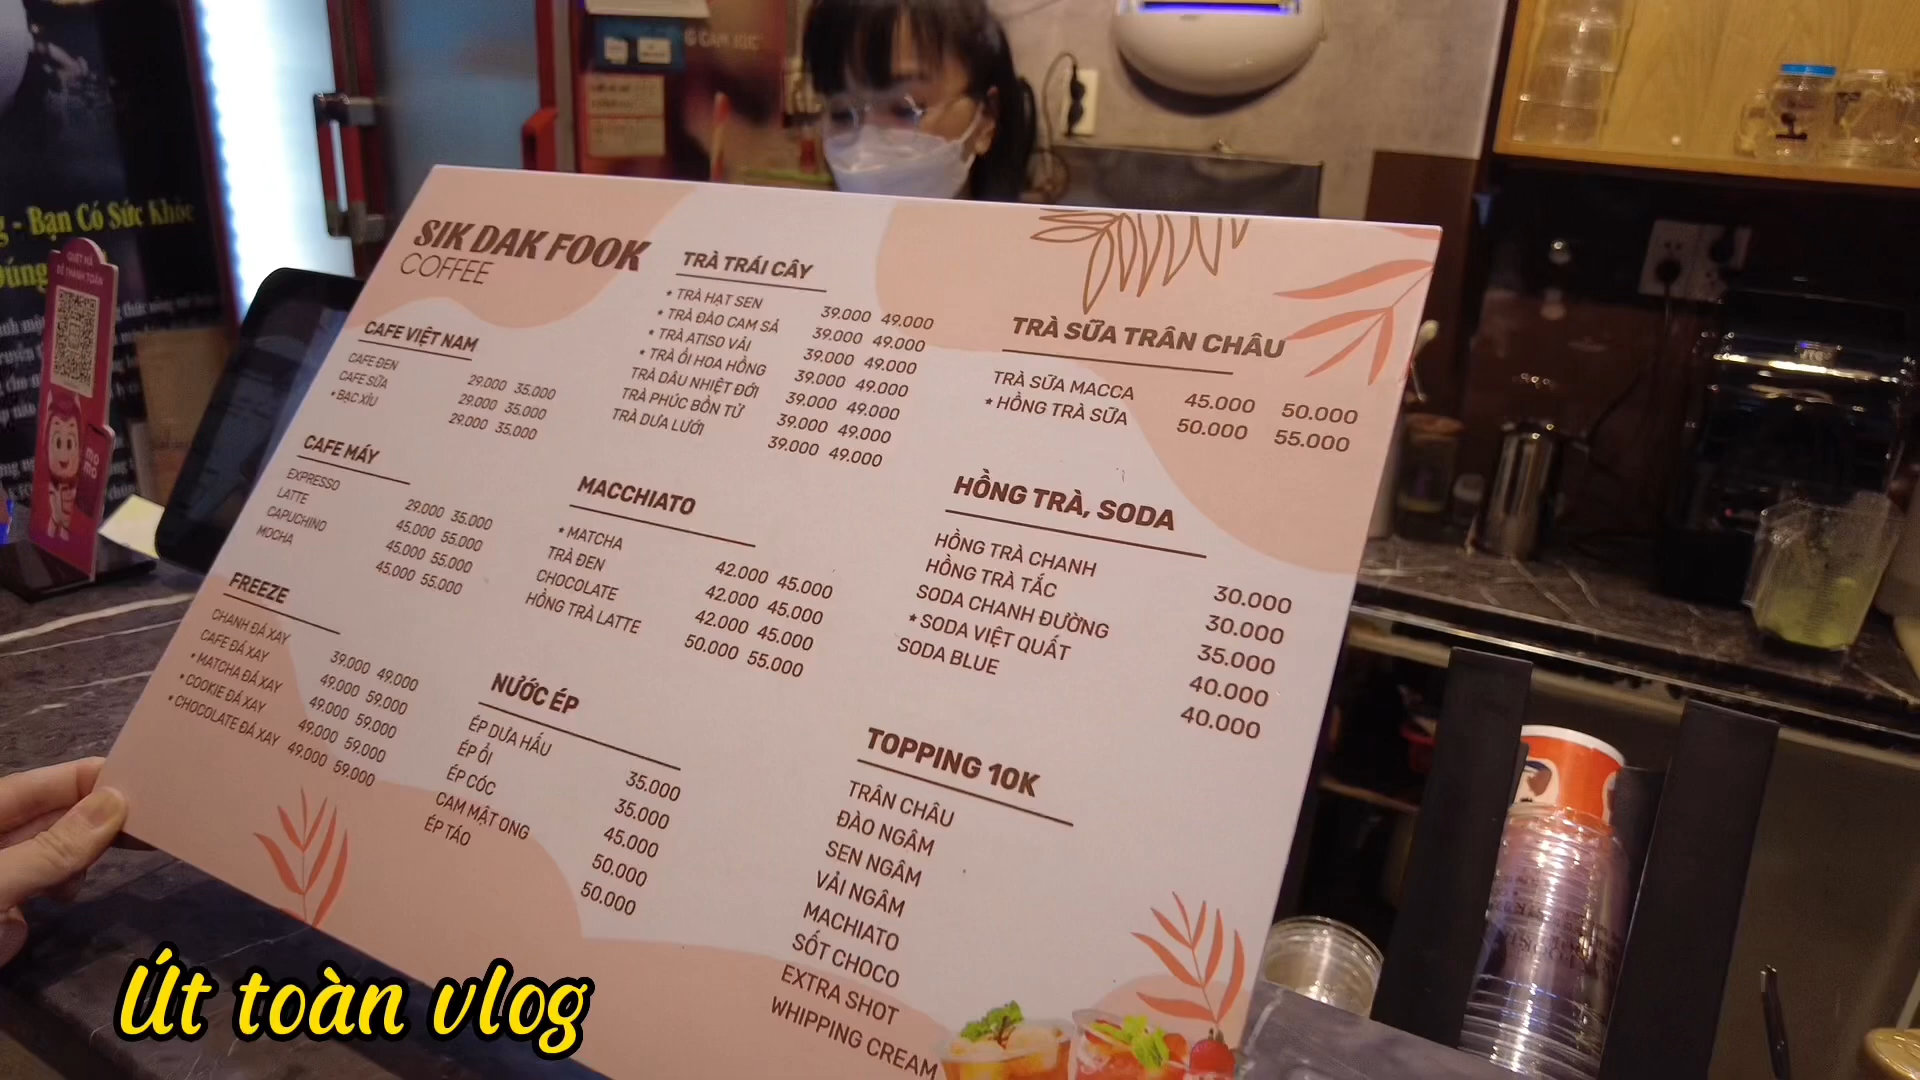 SIK DAK FOOK
COFFEE
CAFE VIỆT NAM
CAFE ĐEN 29.000 35.000
CAFE SỮA 29.000 35.000
* BẠC XỈU 29.000 35.000
CAFE MÁY
EXPRESSO 29.000 35.000
LATTE 45.000 55.000
CAPUCHINO 45.000 55.000
MOCHA 45.000 55.000
FREEZE
CHANH ĐÁ XAY 39.000 49.000
CAFE ĐÁ XAY 49.000 59.000
* MATCHA ĐÁ XAY 49.000 59.000
* COOKIE ĐÁ XAY 49.000 59.000
* CHOCOLATE ĐÁ XAY 49.000 59.000
TRÀ TRÁI CÂY
* TRÀ HẠT SEN 39.000 49.000
* TRÀ ĐÀO CAM SẢ 39.000 49.000
* TRÀ ATISO VẢI 39.000 49.000
* TRÀ ỔI HOA HỒNG 39.000 49.000
TRÀ DÂU NHIỆT ĐỚI 39.000 49.000
TRÀ PHÚC BỒN TỬ 39.000 49.000
TRÀ DƯA LƯỚI 39.000 49.000
MACCHIATO
* MATCHA 42.000 45.000
TRÀ ĐEN 42.000 45.000
CHOCOLATE 42.000 45.000
HỒNG TRÀ LATTE 50.000 55.000
NƯỚC ÉP
ÉP DƯA HẤU 35.000
ÉP ỔI 35.000
ÉP CÓC 45.000
CAM MẬT ONG 50.000
ÉP TÁO 50.000
TRÀ SỮA TRÂN CHÂU
TRÀ SỮA MACCA 45.000 50.000
* HỒNG TRÀ SỮA 50.000 55.000
HỒNG TRÀ, SODA
HỒNG TRÀ CHANH 30.000
HỒNG TRÀ TẮC 30.000
SODA CHANH ĐƯỜNG 35.000
* SODA VIỆT QUẤT 40.000
SODA BLUE 40.000
TOPPING 10K
TRÂN CHÂU
ĐÀO NGÂM
SEN NGÂM
VẢI NGÂM
MACHIATO
SỐT CHOCO
EXTRA SHOT
WHIPPING CREAM
- Bạn Có Sức Khỏe
QUÉT MÃ
ĐỂ THANH TOÁN
mo
mo
Út toàn vlog